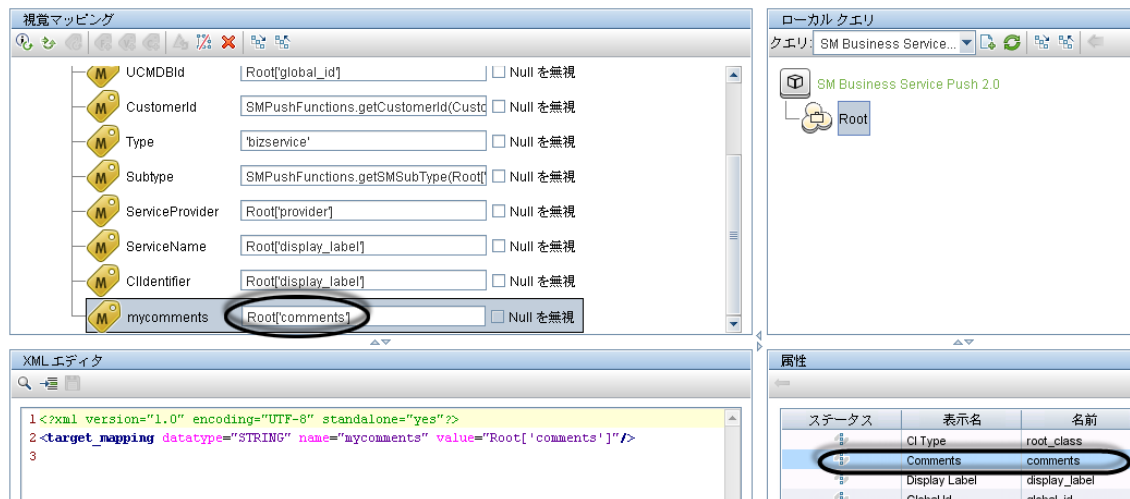 視覚マッピング
UCMDBId Root['global_id'] Null を無視
CustomerId SMPushFunctions.getCustomerId(Custo Null を無視
Type 'bizservice' Null を無視
Subtype SMPushFunctions.getSMSubType(Root[' Null を無視
ServiceProvider Root['provider'] Null を無視
ServiceName Root['display_label'] Null を無視
CIIdentifier Root['display_label'] Null を無視
mycomments Root['comments'] Null を無視
ローカル クエリ
クエリ: SM Business Service...
SM Business Service Push 2.0
Root
XML エディタ
1 <?xml version="1.0" encoding="UTF-8" standalone="yes"?>
2 <target_mapping datatype="STRING" name="mycomments" value="Root['comments']"/>
3
属性
ステータス 表示名 名前
CI Type root_class
Comments comments
Display Label display_label
Global Id global_id